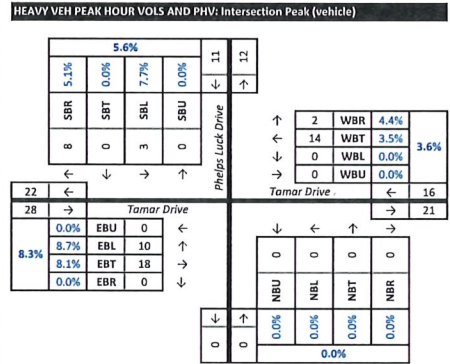 HEAVY VEH PEAK HOUR VOLS AND PHV: Intersection Peak (vehicle)
5.6%
5.1% 0.0% 7.7% 0.0%
SBR SBT SBL SBU
8 0 3 0
← ↓ → ↑
11 12
↓ ↑
Phelps Luck Drive
↑ 2 WBR 4.4%
← 14 WBT 3.5%
↓ 0 WBL 0.0%
→ 0 WBU 0.0%
3.6%
Tamar Drive ← 16
→ 21
22 ←
28 → Tamar Drive
8.3%
0.0% EBU 0 ←
8.7% EBL 10 ↑
8.1% EBT 18 →
0.0% EBR 0 ↓
↓ ← ↑ →
0 0 0 0
NBU NBL NBT NBR
0.0% 0.0% 0.0% 0.0%
0.0%
↓ ↑
0 0